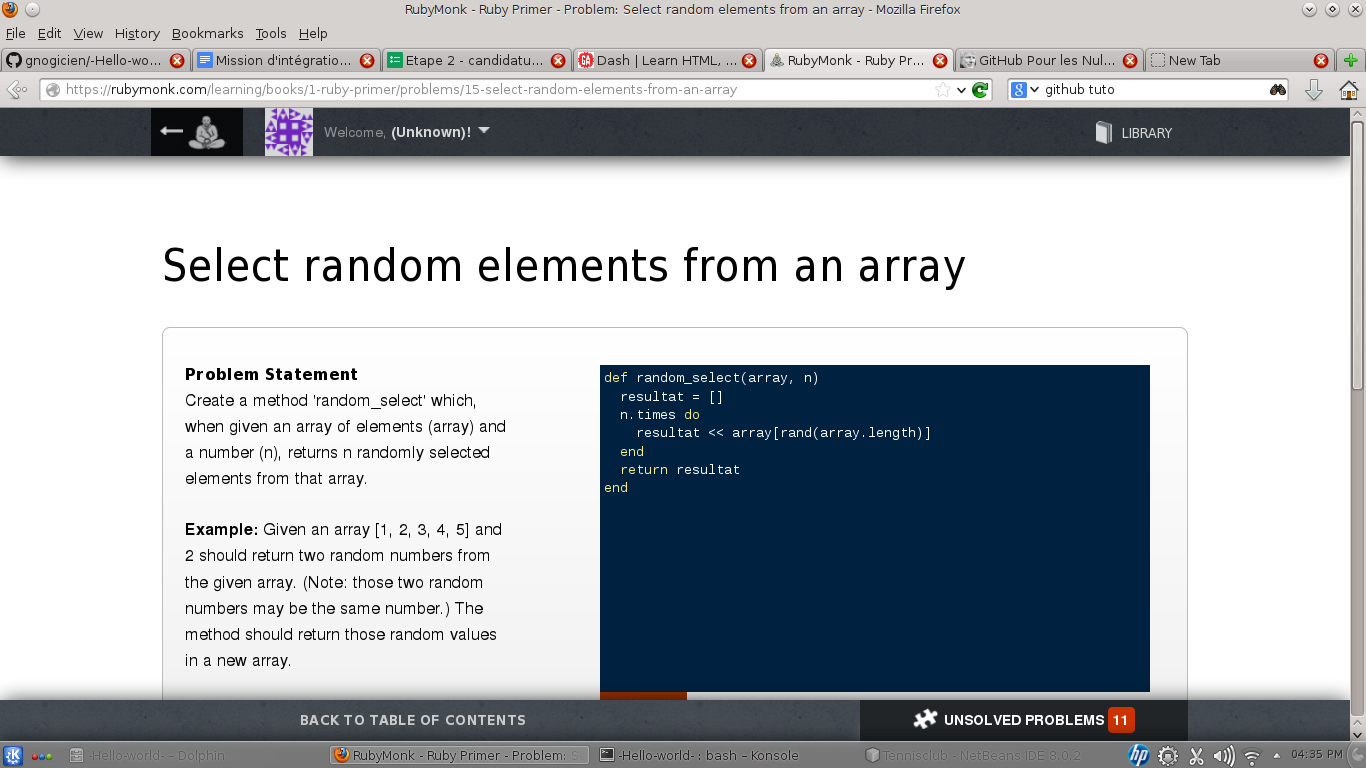 RubyMonk - Ruby Primer - Problem: Select random elements from an array - Mozilla Firefox
File Edit View History Bookmarks Tools Help
gnogicien/-Hello-wo... Mission d'intégratio... Etape 2 - candidatu... GA Dash | Learn HTML, ... RubyMonk - Ruby Pr... GitHub Pour les Nul... New Tab
https://rubymonk.com/learning/books/1-ruby-primer/problems/15-select-random-elements-from-an-array 8 github tuto
Welcome, (Unknown)! LIBRARY
Select random elements from an array
Problem Statement
Create a method 'random_select' which,
when given an array of elements (array) and
a number (n), returns n randomly selected
elements from that array.
Example: Given an array [1, 2, 3, 4, 5] and
2 should return two random numbers from
the given array. (Note: those two random
numbers may be the same number.) The
method should return those random values
in a new array.
def random_select(array, n)
resultat = []
n.times do
resultat << array[rand(array.length)]
end
return resultat
end
BACK TO TABLE OF CONTENTS UNSOLVED PROBLEMS 11
-Hello-world- – Dolphin RubyMonk - Ruby Primer - Problem: S -Hello-world- : bash – Konsole Tennisclub – NetBeans IDE 8.0.2 hp 04:35 PM